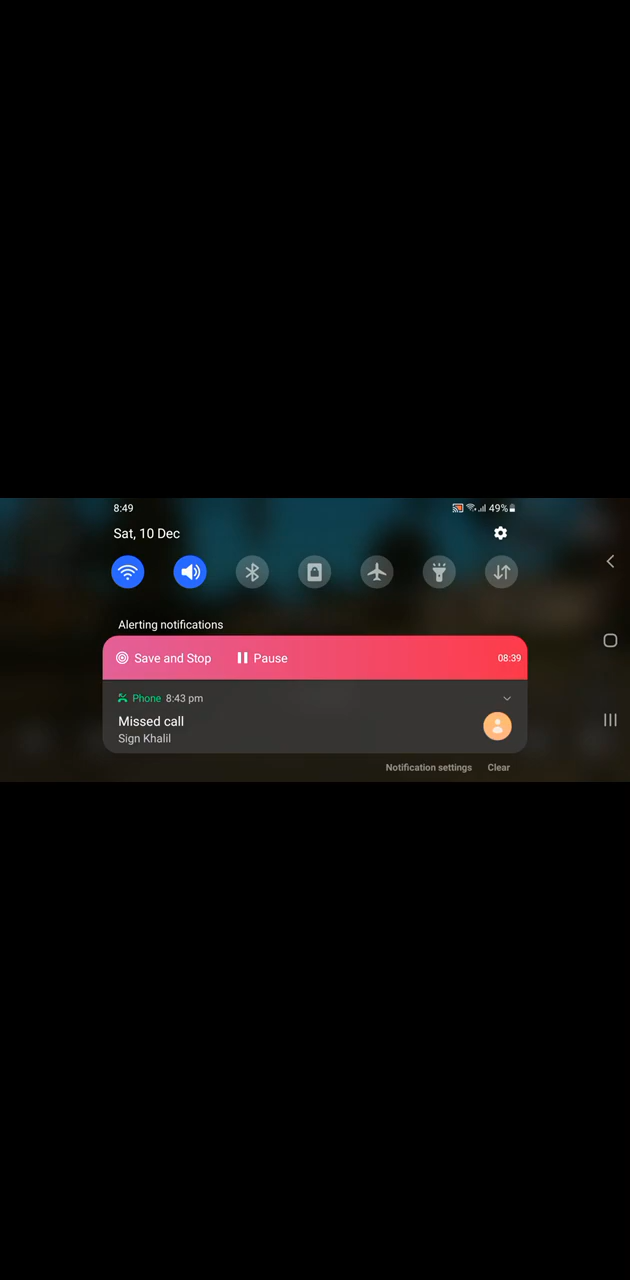 8:49 49%
Sat, 10 Dec
Alerting notifications
Save and Stop Pause 08:39
Phone 8:43 pm
Missed call
Sign Khalil
Notification settings Clear